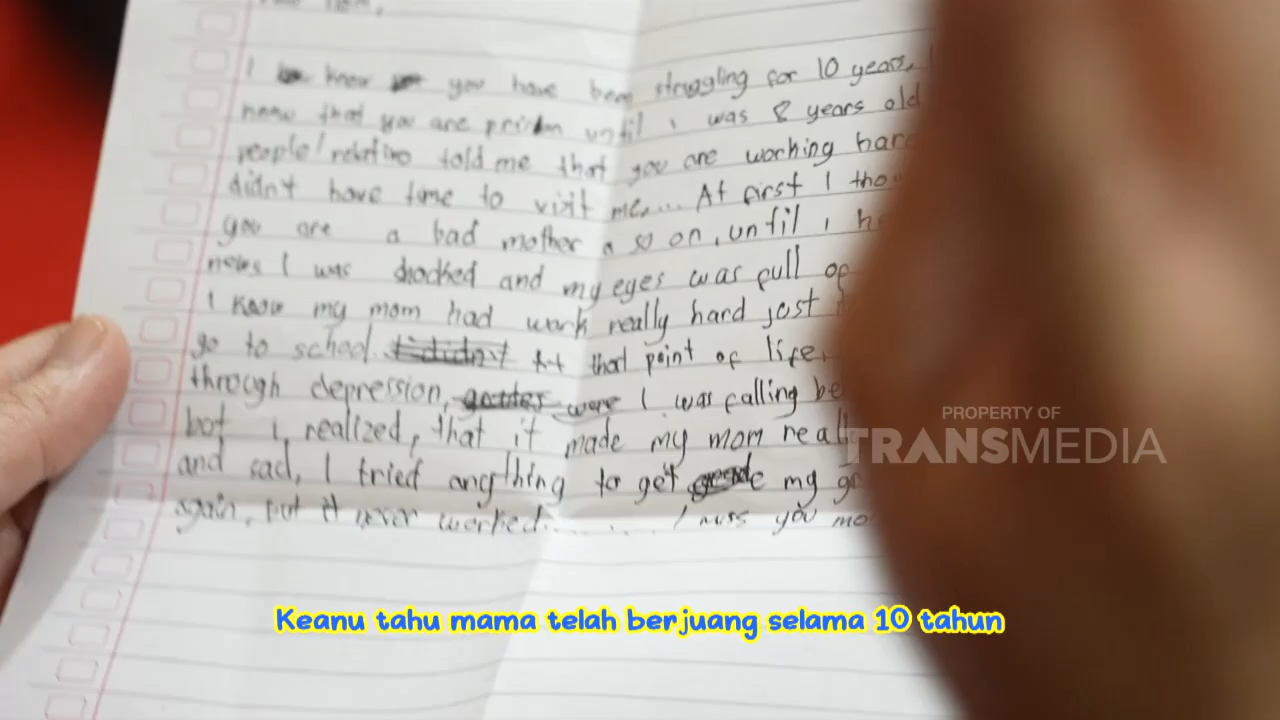 I know you have been struggling for 10 years, I
know that you are prison until i was 8 years old
people/relative told me that you are working hard
didn't have time to visit me.... At first I tho
you are a bad mother a so on, until i h
news I was shocked and my eyes was full of
I know my mom had work really hard just
go to school I didn't that point of life,
through depression, were I was falling be
but i realized, that it made my mom real
and sad, I tried anything to get my gr
again, but it never worked......... I miss you mo
PROPERTY OF
TRANSMEDIA
Keanu tahu mama telah berjuang selama 10 tahun